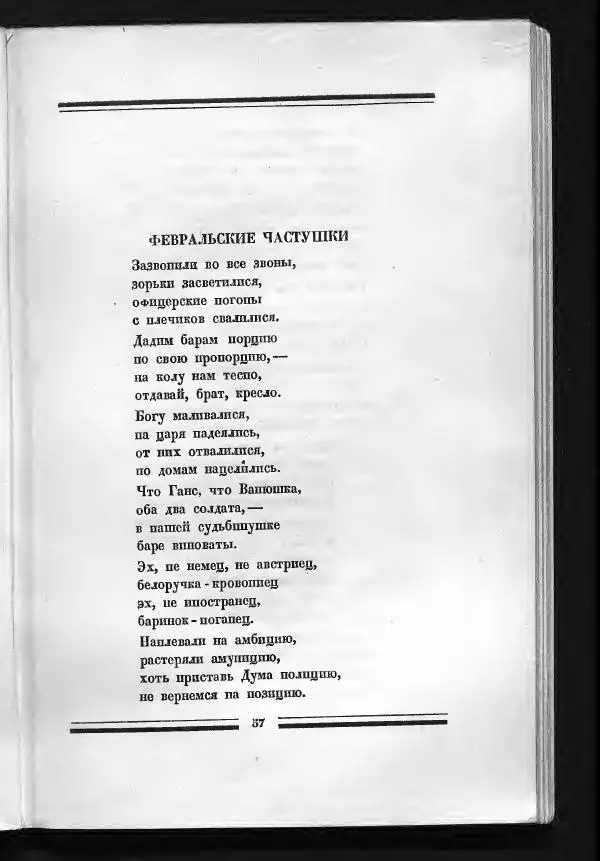 ФЕВРАЛЬСКИЕ ЧАСТУШКИ
Зазвонили во все звоны,
зорьки засветилися,
офицерские погоны
с плечиков свалилися.
Дадим барам порцию
по свою пропорцию,—
на колу нам тесно,
отдавай, брат, кресло.
Богу маливалися,
на царя надеялись,
от них отвалилися,
по домам нацелились.
Что Ганс, что Ванюшка,
оба два солдата,—
в нашей судьбинушке
баре виноваты.
Эх, не немец, не австриец,
белоручка - кровопиец
эх, не иностранец,
баринок - поганец.
Наплевали на амбицию,
растеряли амуницию,
хоть приставь Дума полицию,
не вернемся на позицию.
57